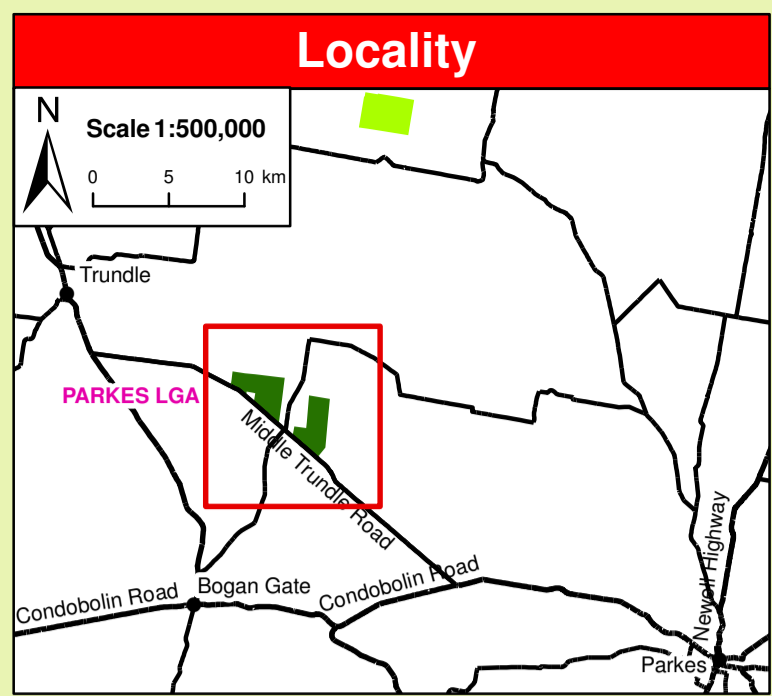 Locality
N
Scale 1:500,000
0 5 10 km
Trundle
PARKES LGA
Middle Trundle Road
Newell Highway
Condobolin Road
Bogan Gate
Condobolin Road
Parkes